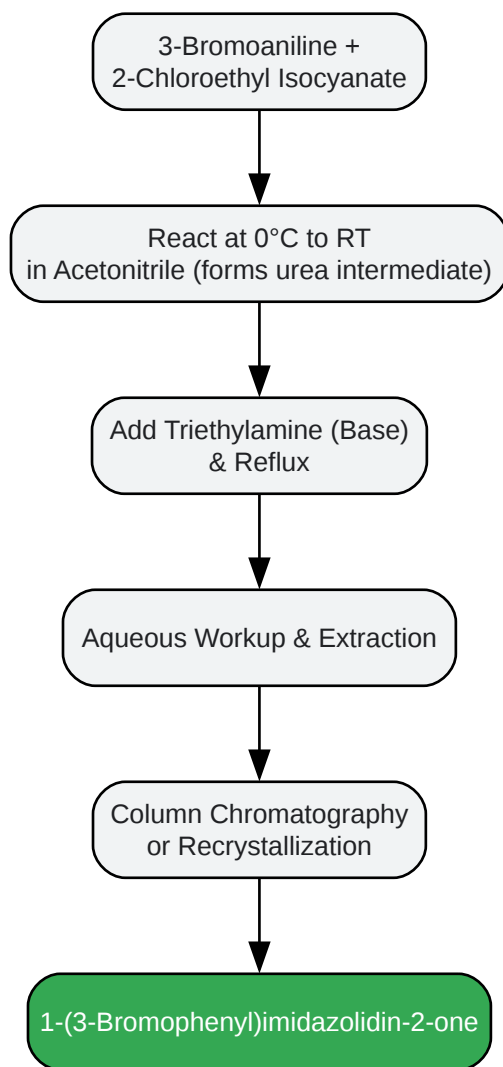 3-Bromoaniline +
2-Chloroethyl Isocyanate
React at 0°C to RT
in Acetonitrile (forms urea intermediate)
Add Triethylamine (Base)
& Reflux
Aqueous Workup & Extraction
Column Chromatography
or Recrystallization
1-(3-Bromophenyl)imidazolidin-2-one